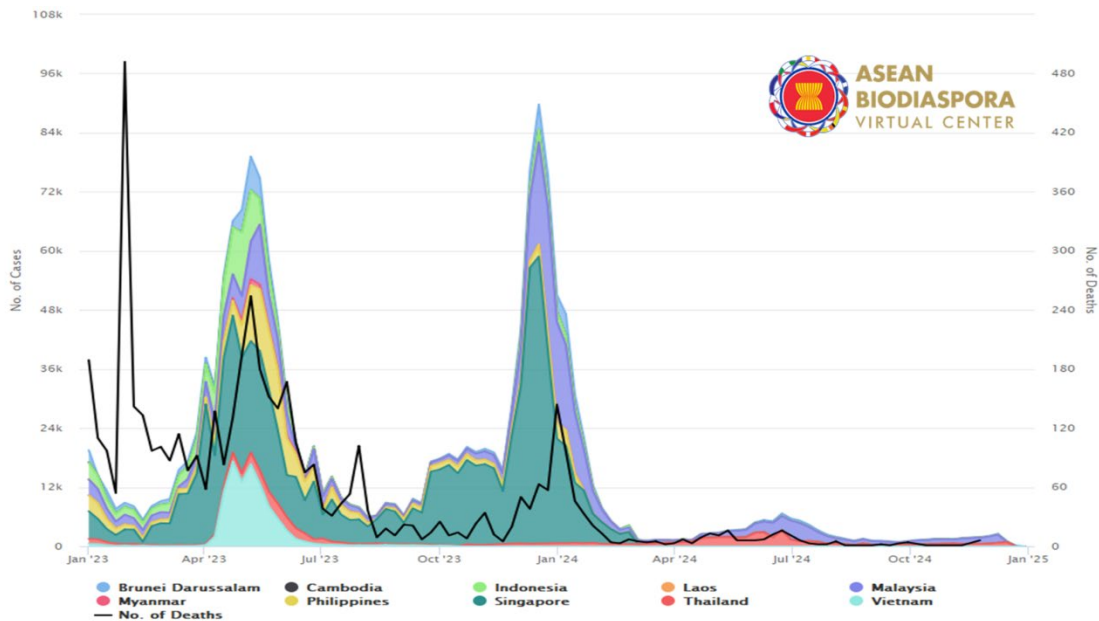 108k
96k
84k
72k
60k
48k
36k
24k
12k
0
No. of Cases
480
420
360
300
240
180
120
60
0
No. of Deaths
ASEAN
BIODIASPORA
VIRTUAL CENTER
Jan '23 Apr '23 Jul '23 Oct '23 Jan '24 Apr '24 Jul '24 Oct '24 Jan '25
Brunei Darussalam Cambodia Indonesia Laos Malaysia
Myanmar Philippines Singapore Thailand Vietnam
No. of Deaths